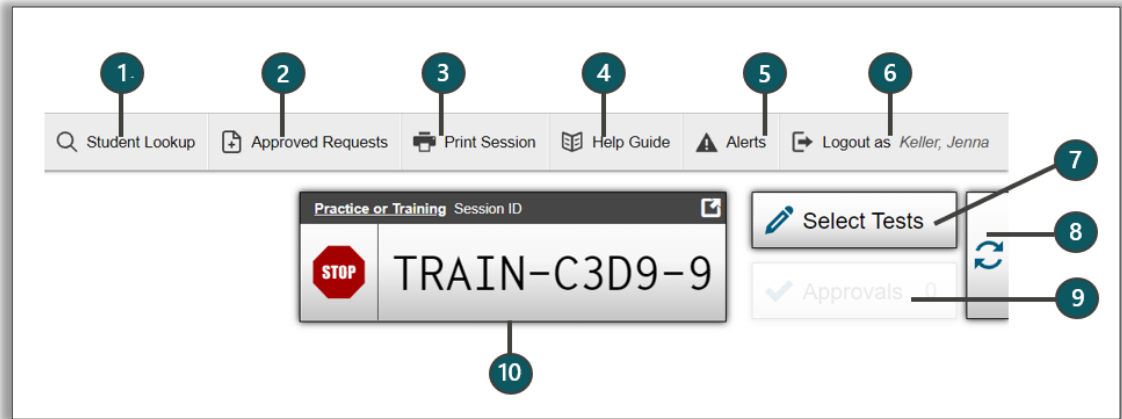 1.
2
3
4
5
6
Student Lookup
Approved Requests
Print Session
Help Guide
Alerts
Logout as Keller, Jenna
7
Practice or Training Session ID
Select Tests
8
STOP
TRAIN-C3D9-9
Approvals 0
9
10